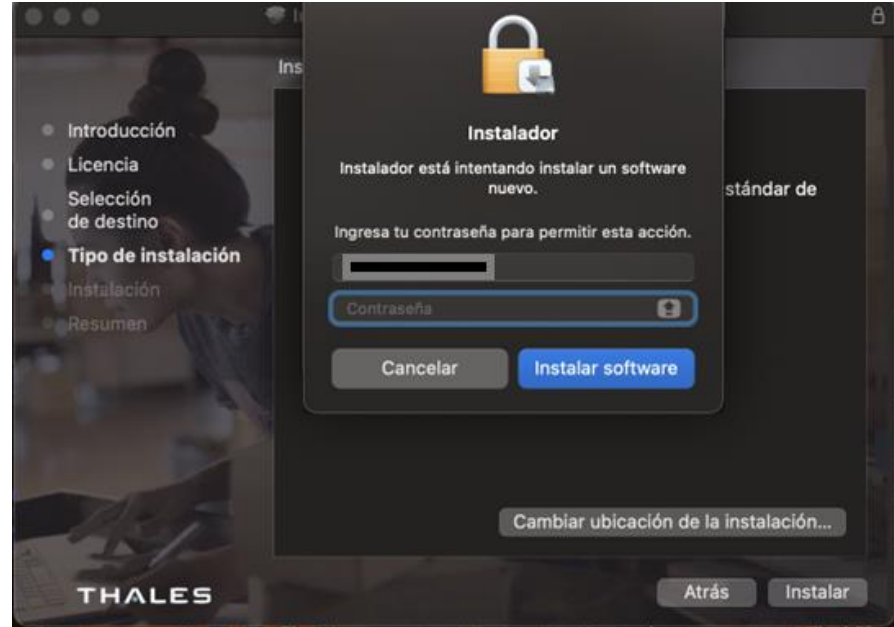 Ins
Introducción
Licencia
Selección
de destino
Tipo de instalación
Instalación
Resumen
Instalador
Instalador está intentando instalar un software
nuevo.
Ingresa tu contraseña para permitir esta acción.
Contraseña
Cancelar
Instalar software
stándar de
Cambiar ubicación de la instalación...
THALES
Atrás
Instalar